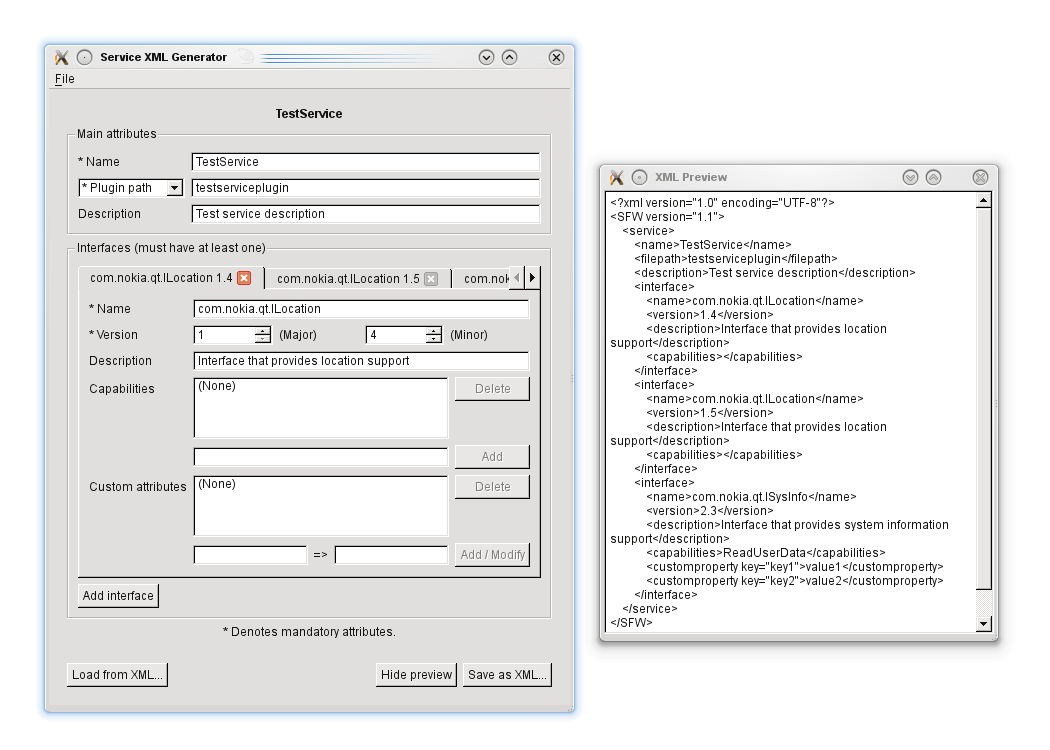 Service XML Generator
File
TestService
Main attributes
* Name TestService
* Plugin path testserviceplugin
Description Test service description
Interfaces (must have at least one)
com.nokia.qt.ILocation 1.4 com.nokia.qt.ILocation 1.5 com.nok
* Name com.nokia.qt.ILocation
* Version 1 (Major) 4 (Minor)
Description Interface that provides location support
Capabilities (None) Delete
Add
Custom attributes (None) Delete
=> Add / Modify
Add interface
* Denotes mandatory attributes.
Load from XML... Hide preview Save as XML...
XML Preview
<?xml version="1.0" encoding="UTF-8"?>
<SFW version="1.1">
<service>
<name>TestService</name>
<filepath>testserviceplugin</filepath>
<description>Test service description</description>
<interface>
<name>com.nokia.qt.ILocation</name>
<version>1.4</version>
<description>Interface that provides location
support</description>
<capabilities></capabilities>
</interface>
<interface>
<name>com.nokia.qt.ILocation</name>
<version>1.5</version>
<description>Interface that provides location
support</description>
<capabilities></capabilities>
</interface>
<interface>
<name>com.nokia.qt.ISysInfo</name>
<version>2.3</version>
<description>Interface that provides system information
support</description>
<capabilities>ReadUserData</capabilities>
<customproperty key="key1">value1</customproperty>
<customproperty key="key2">value2</customproperty>
</interface>
</service>
</SFW>